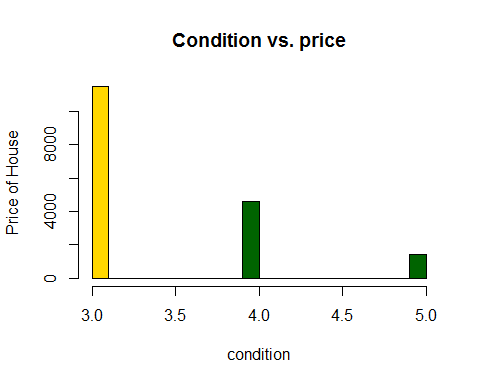 Condition vs. price
Price of House
8000
4000
0
3.0 3.5 4.0 4.5 5.0
condition